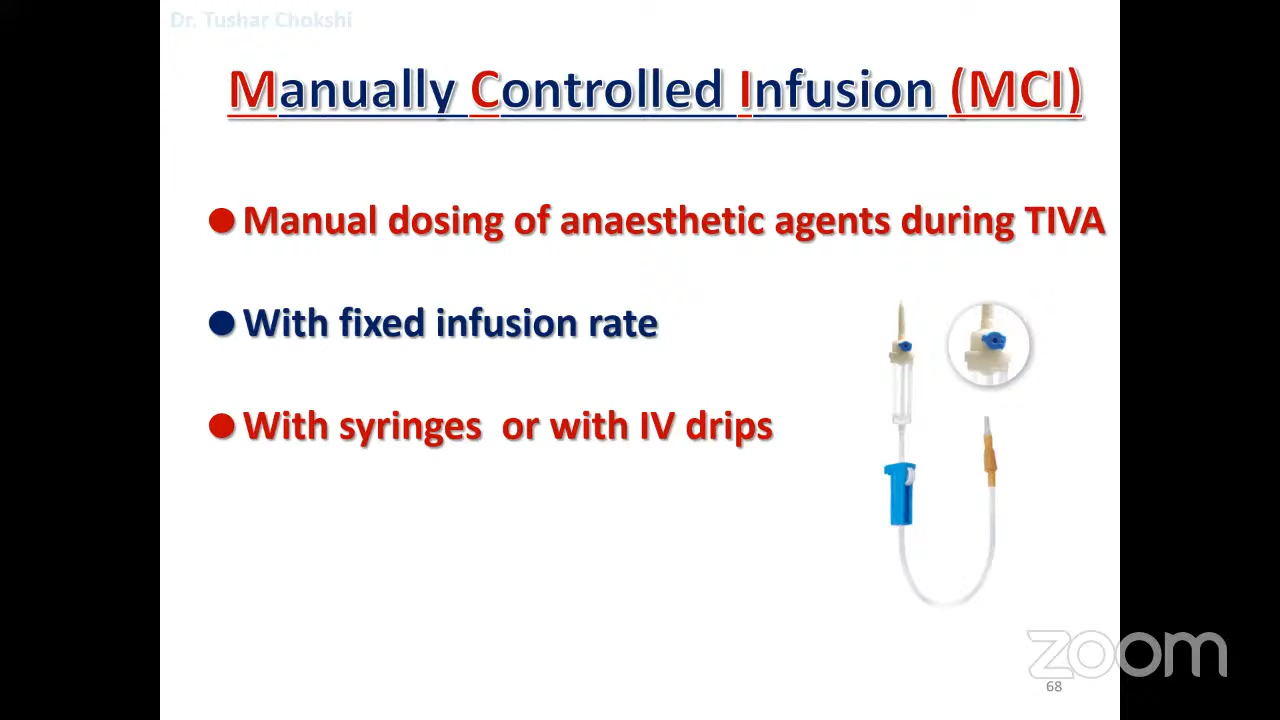 Dr. Tushar Chokshi
Manually Controlled Infusion (MCI)
Manual dosing of anaesthetic agents during TIVA
With fixed infusion rate
With syringes or with IV drips
zoom
68